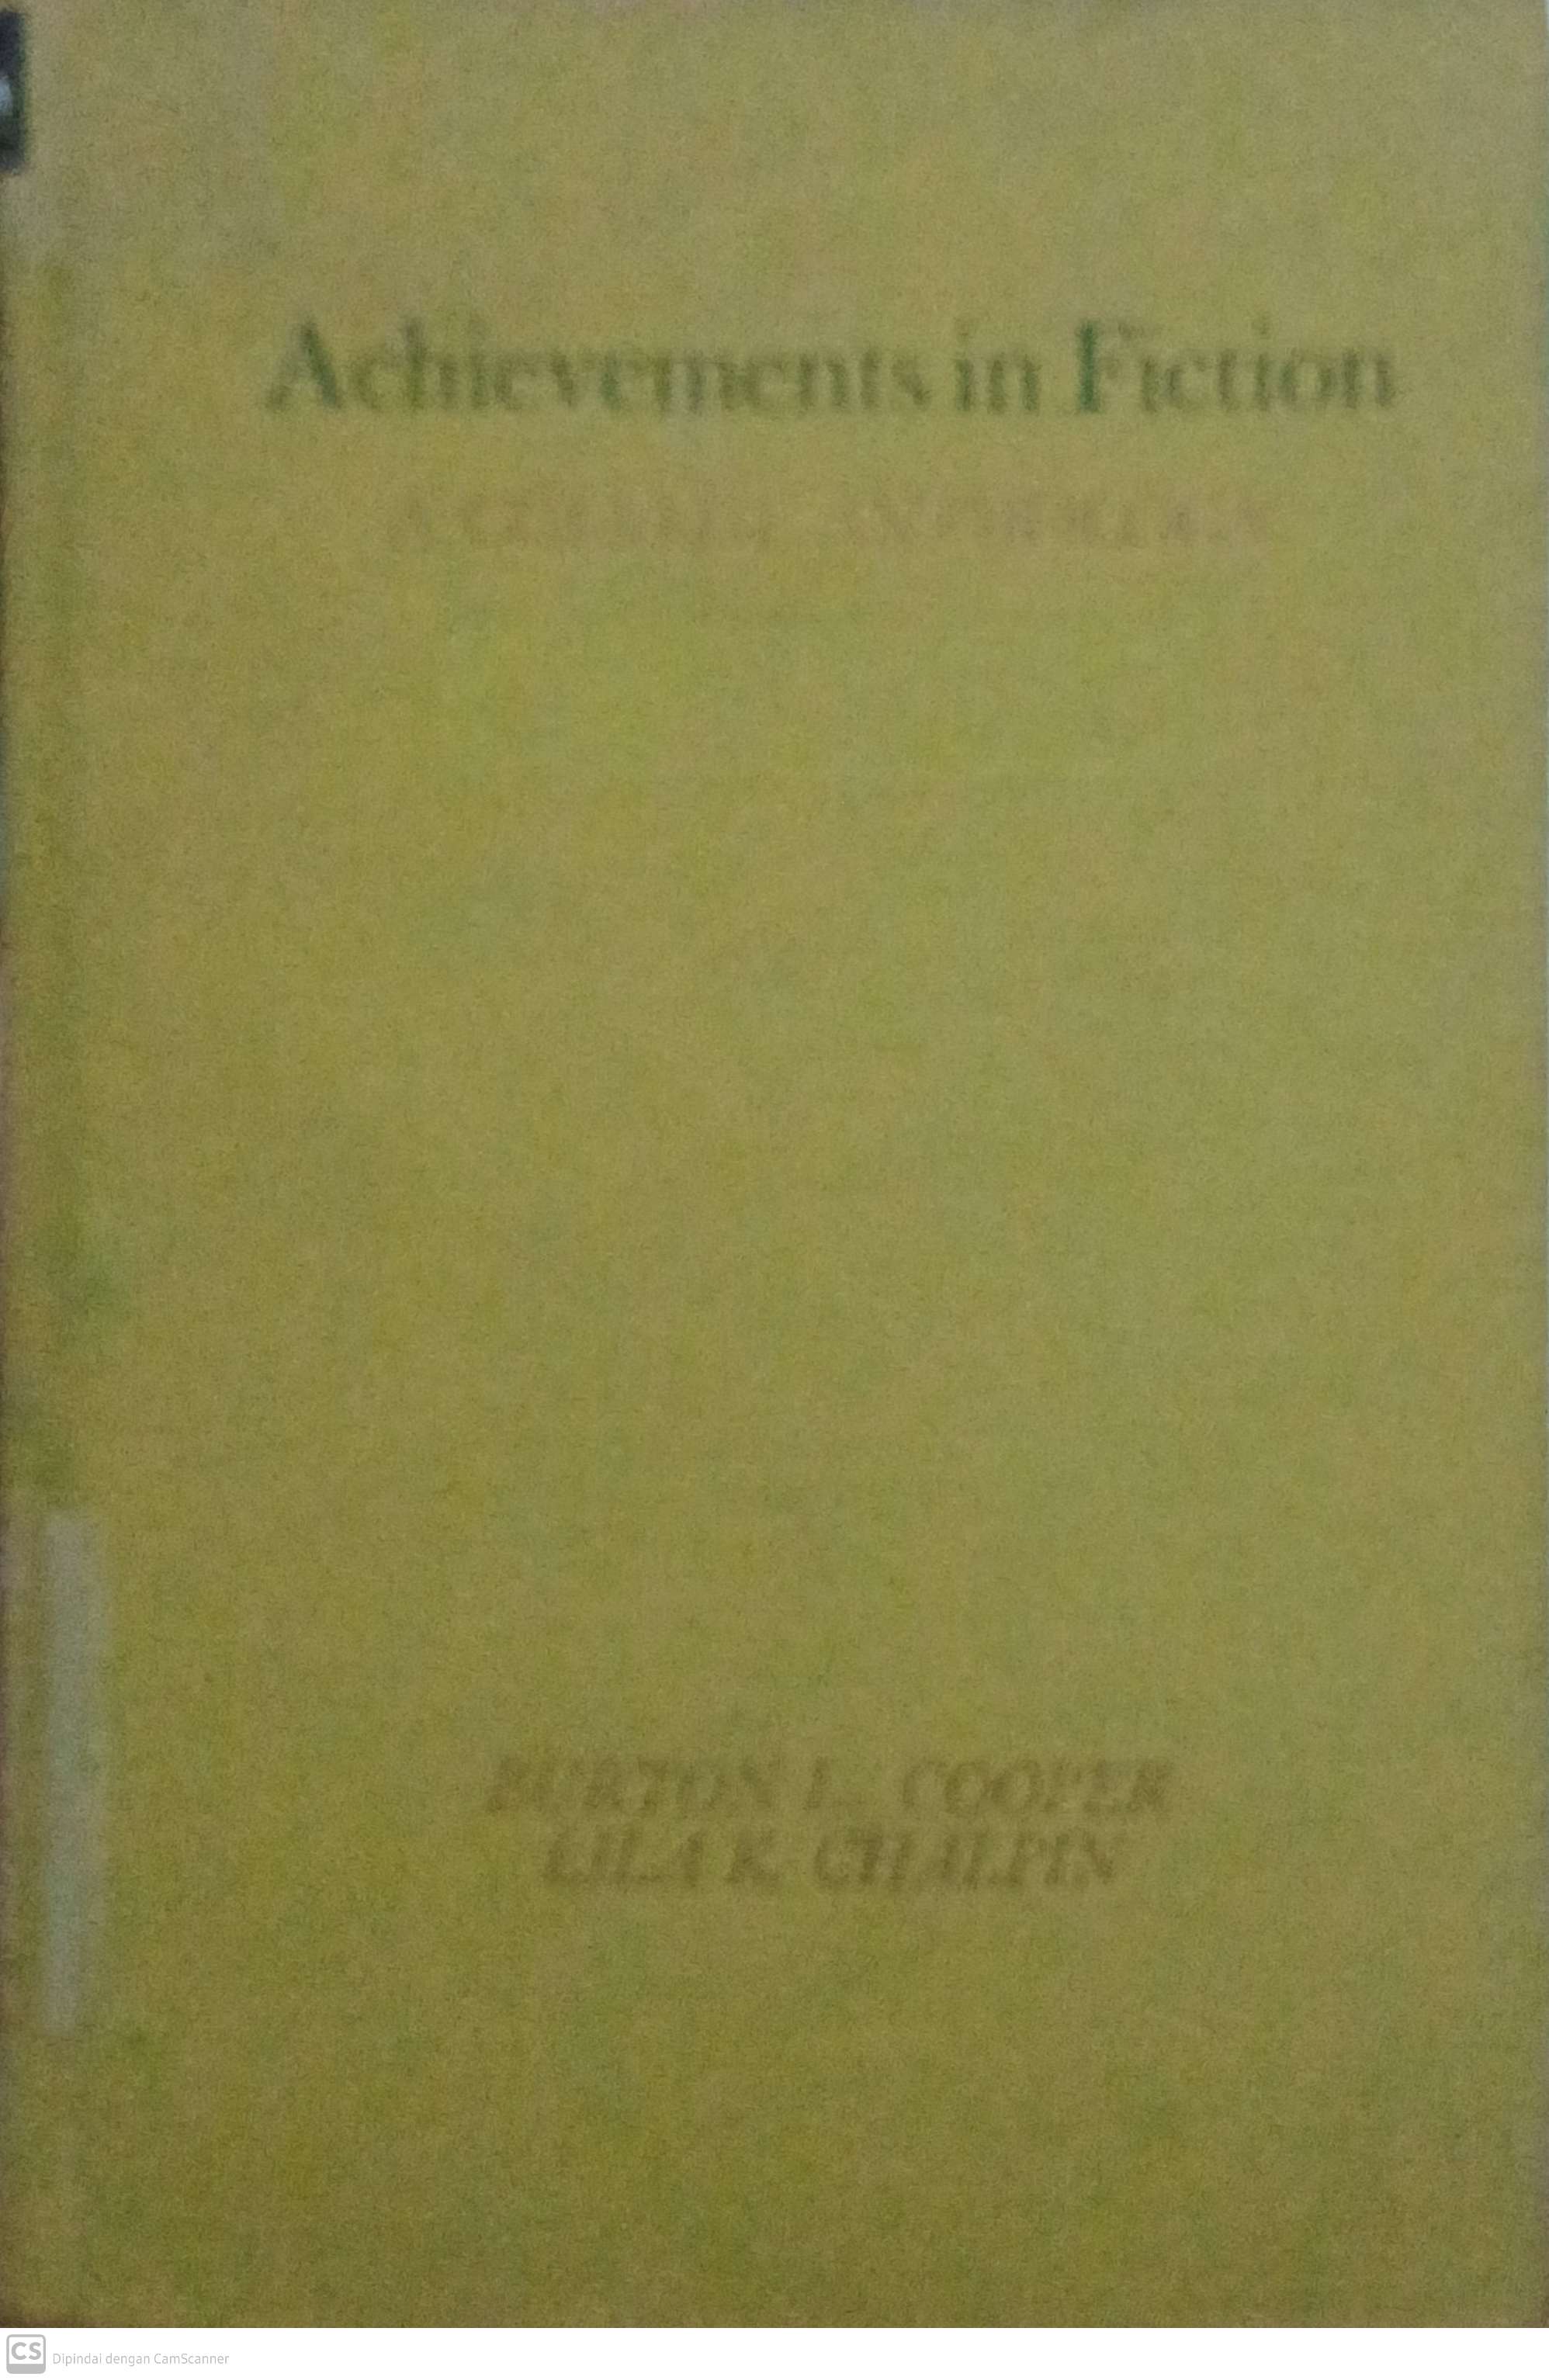 Achievements in Fiction
BURTON L. COOPER
LILA K. CHALPIN
CS Dipindai dengan CamScanner